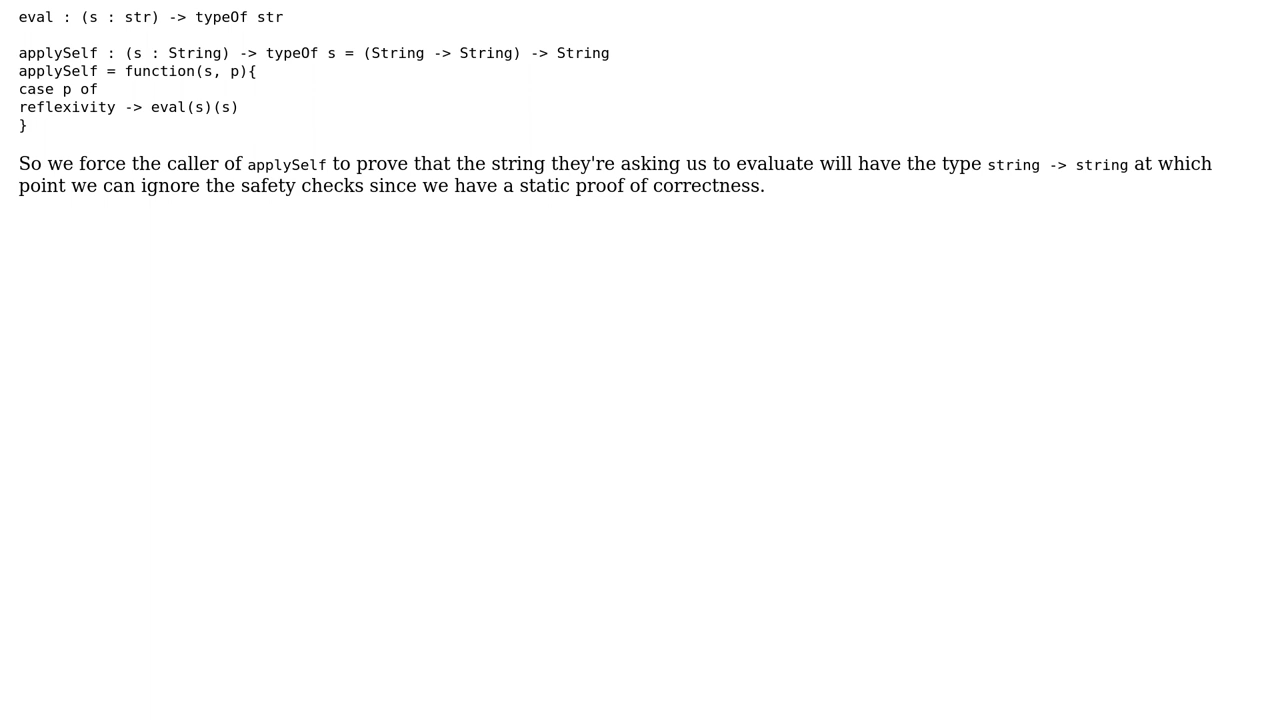 eval : (s : str) -> typeOf str
applySelf : (s : String) -> typeOf s = (String -> String) -> String
applySelf = function(s, p){
case p of
reflexivity -> eval(s)(s)
}
So we force the caller of applySelf to prove that the string they're asking us to evaluate will have the type string -> string at which
point we can ignore the safety checks since we have a static proof of correctness.